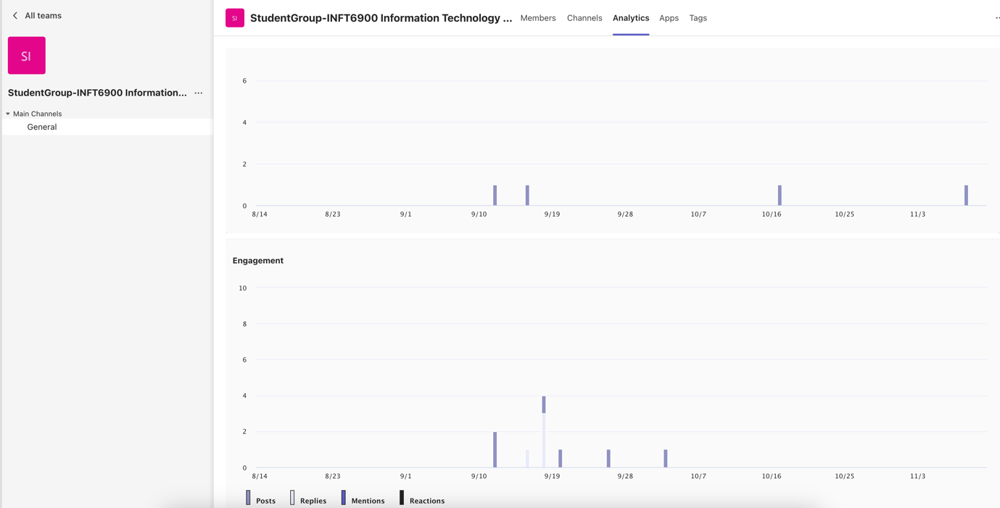 All teams
SI
StudentGroup-INFT6900 Information... ...
Main Channels
General
SI StudentGroup-INFT6900 Information Technology ... Members Channels Analytics Apps Tags
6
4
2
0
8/14 8/23 9/1 9/10 9/19 9/28 10/7 10/16 10/25 11/3
Engagement
10
8
6
4
2
0
8/14 8/23 9/1 9/10 9/19 9/28 10/7 10/16 10/25 11/3
Posts Replies Mentions Reactions